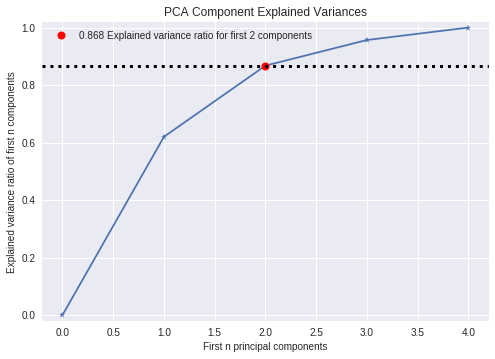 PCA Component Explained Variances
0.868 Explained variance ratio for first 2 components
Explained variance ratio of first n components
1.0
0.8
0.6
0.4
0.2
0.0
0.0 0.5 1.0 1.5 2.0 2.5 3.0 3.5 4.0
First n principal components